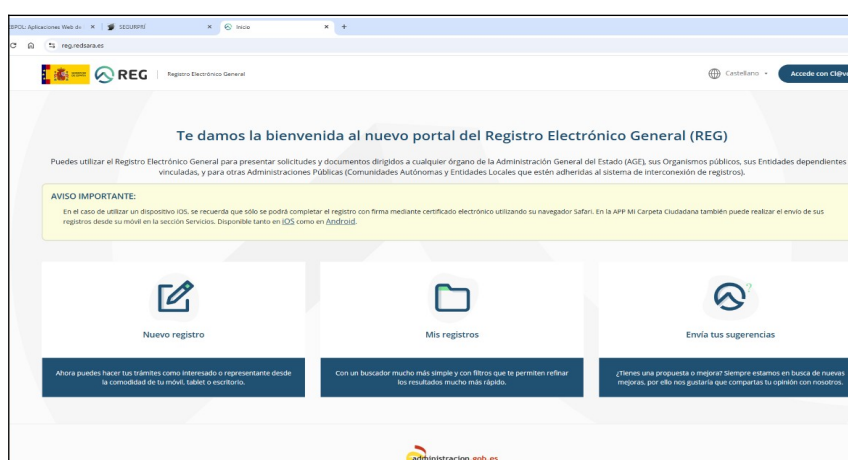 SEGURPRI
Inicio
reg.redsara.es
REG
Registro Electrónico General
Castellano
Accede con Cl@ve
Te damos la bienvenida al nuevo portal del Registro Electrónico General (REG)
Puedes utilizar el Registro Electrónico General para presentar solicitudes y documentos dirigidos a cualquier órgano de la Administración General del Estado (AGE), sus Organismos públicos, sus Entidades dependientes
vinculadas, y para otras Administraciones Públicas (Comunidades Autónomas y Entidades Locales que estén adheridas al sistema de interconexión de registros).
AVISO IMPORTANTE:
En el caso de utilizar un dispositivo IOS, se recuerda que sólo se podrá completar el registro con firma mediante certificado electrónico utilizando su navegador Safari. En la APP Mi Carpeta Ciudadana también puede realizar el envío de sus
registros desde su móvil en la sección Servicios. Disponible tanto en iOS como en Android.
Nuevo registro
Ahora puedes hacer tus trámites como interesado o representante desde
la comodidad de tu móvil, tablet o escritorio.
Mis registros
Con un buscador mucho más simple y con filtros que te permiten refinar
los resultados mucho más rápido.
Envía tus sugerencias
¿Tienes una propuesta o mejora? Siempre estamos en busca de nuevas
mejoras, por ello nos gustaría que compartas tu opinión con nosotros.
administracion.gob.es